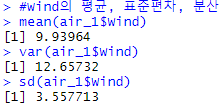 > #Wind의 평균, 표준편차, 분산
> mean(air_1$Wind)
[1] 9.93964
> var(air_1$Wind)
[1] 12.65732
> sd(air_1$Wind)
[1] 3.557713